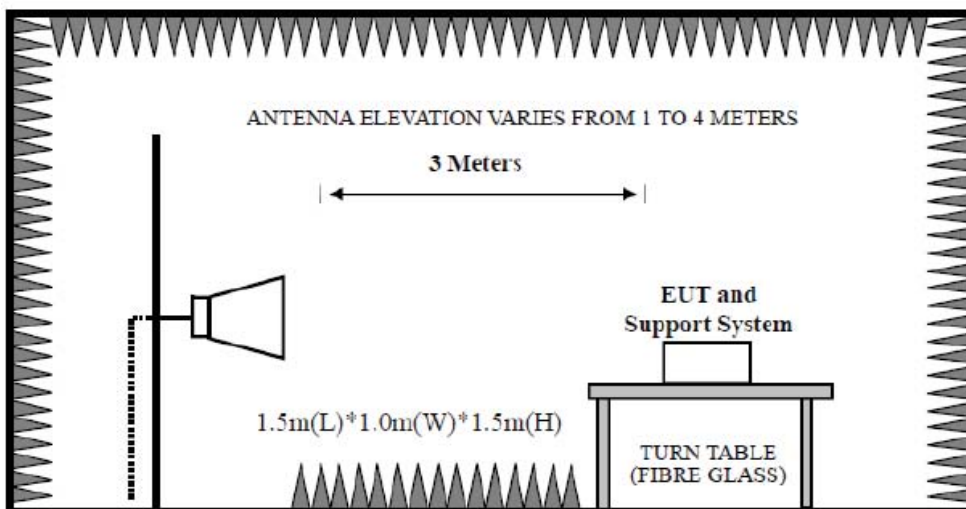 ANTENNA ELEVATION VARIES FROM 1 TO 4 METERS
3 Meters
EUT and
Support System
1.5m(L)*1.0m(W)*1.5m(H)
TURN TABLE
(FIBRE GLASS)